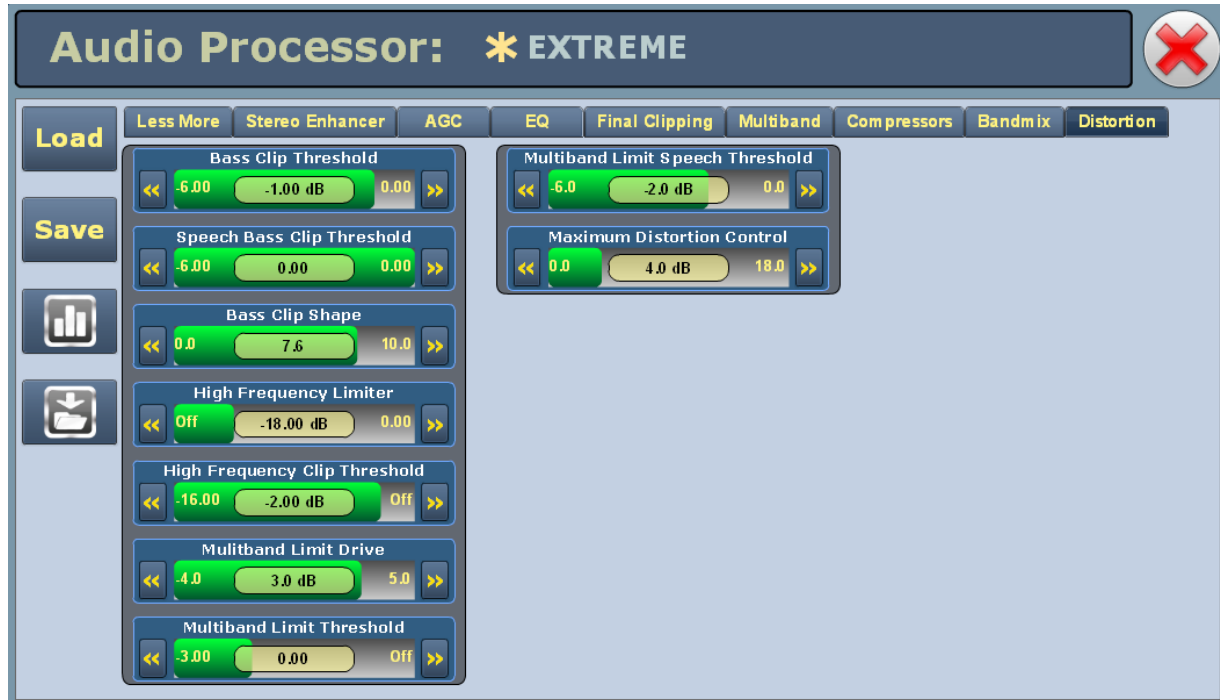 Audio Processor: * EXTREME
Load
Save
Less More Stereo Enhancer AGC EQ Final Clipping Multiband Compressors Bandmix Distortion
Bass Clip Threshold
<< -6.00 -1.00 dB 0.00 >>
Speech Bass Clip Threshold
<< -6.00 0.00 0.00 >>
Bass Clip Shape
<< 0.0 7.6 10.0 >>
High Frequency Limiter
<< Off -18.00 dB 0.00 >>
High Frequency Clip Threshold
<< -16.00 -2.00 dB Off >>
Mulitband Limit Drive
<< -4.0 3.0 dB 5.0 >>
Multiband Limit Threshold
<< -3.00 0.00 Off >>
Multiband Limit Speech Threshold
<< -6.0 -2.0 dB 0.0 >>
Maximum Distortion Control
<< 0.0 4.0 dB 18.0 >>